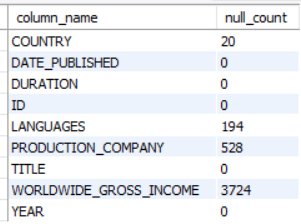 column_name null_count
COUNTRY 20
DATE_PUBLISHED 0
DURATION 0
ID 0
LANGUAGES 194
PRODUCTION_COMPANY 528
TITLE 0
WORLDWIDE_GROSS_INCOME 3724
YEAR 0